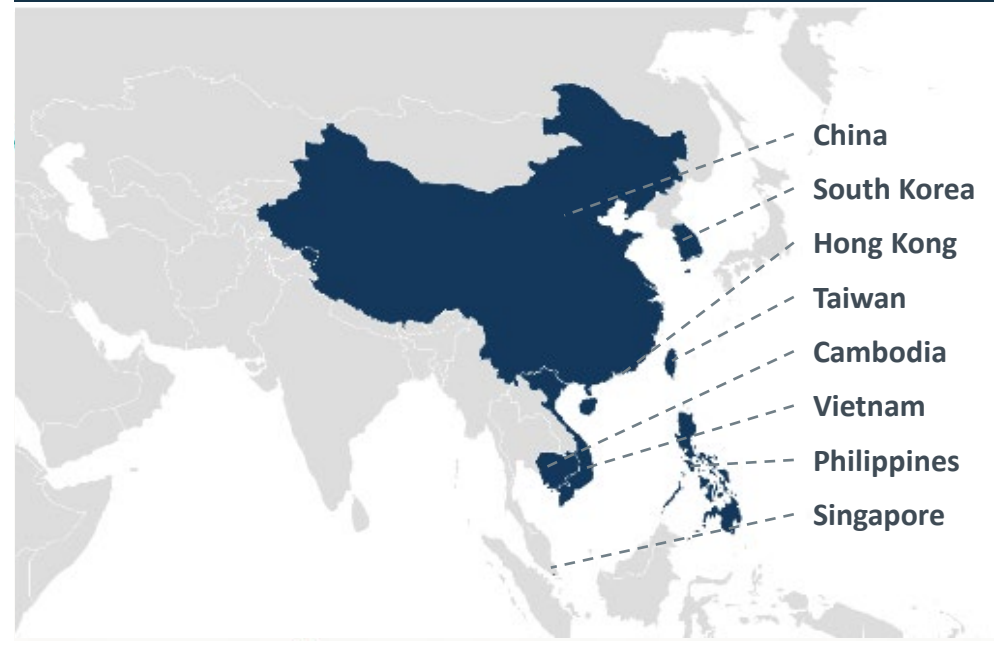 China
South Korea
Hong Kong
Taiwan
Cambodia
Vietnam
Philippines
Singapore